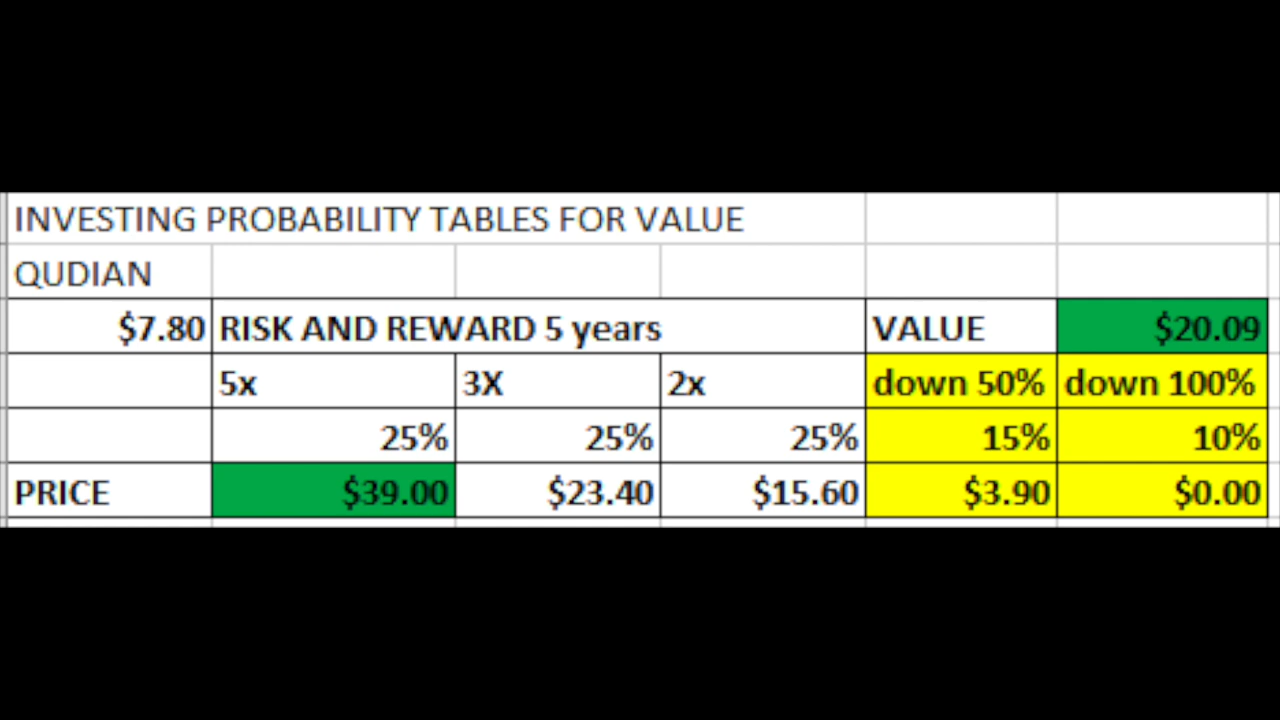 INVESTING PROBABILITY TABLES FOR VALUE
QUDIAN
$7.80 RISK AND REWARD 5 years VALUE $20.09
5x 3X 2x down 50% down 100%
25% 25% 25% 15% 10%
PRICE $39.00 $23.40 $15.60 $3.90 $0.00